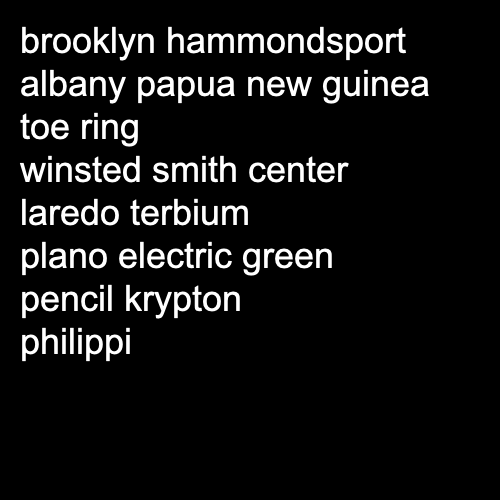 brooklyn hammondsport
albany papua new guinea
toe ring
winsted smith center
laredo terbium
plano electric green
pencil krypton
philippi